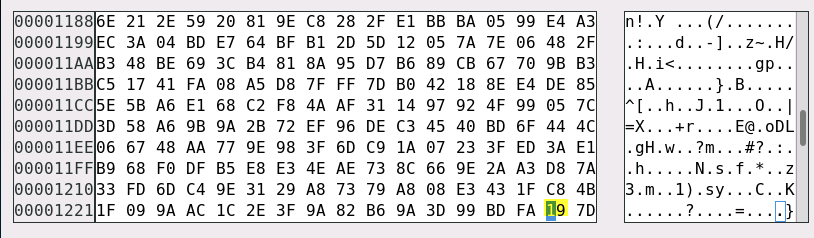 00001188 6E 21 2E 59 20 81 9E C8 28 2F E1 BB BA 05 99 E4 A3 n!.Y ...(/.......
00001199 EC 3A 04 BD E7 64 BF B1 2D 5D 12 05 7A 7E 06 48 2F .:...d..-]..z~.H/
000011AA B3 48 BE 69 3C B4 81 8A 95 D7 B6 89 CB 67 70 9B B3 .H.i<........gp..
000011BB C5 17 41 FA 08 A5 D8 7F FF 7D B0 42 18 8E E4 DE 85 ..A......}.B.....
000011CC 5E 5B A6 E1 68 C2 F8 4A AF 31 14 97 92 4F 99 05 7C ^[..h..J.1...O..|
000011DD 3D 58 A6 9B 9A 2B 72 EF 96 DE C3 45 40 BD 6F 44 4C =X...+r....E@.oDL
000011EE 06 67 48 AA 77 9E 98 3F 6D C9 1A 07 23 3F ED 3A E1 .gH.w..?m...#?.:.
000011FF B9 68 F0 DF B5 E8 E3 4E AE 73 8C 66 9E 2A A3 D8 7A .h.....N.s.f.*..z
00001210 33 FD 6D C4 9E 31 29 A8 73 79 A8 08 E3 43 1F C8 4B 3.m..1).sy...C..K
00001221 1F 09 9A AC 1C 2E 3F 9A 82 B6 9A 3D 99 BD FA 19 7D ......?....=....}